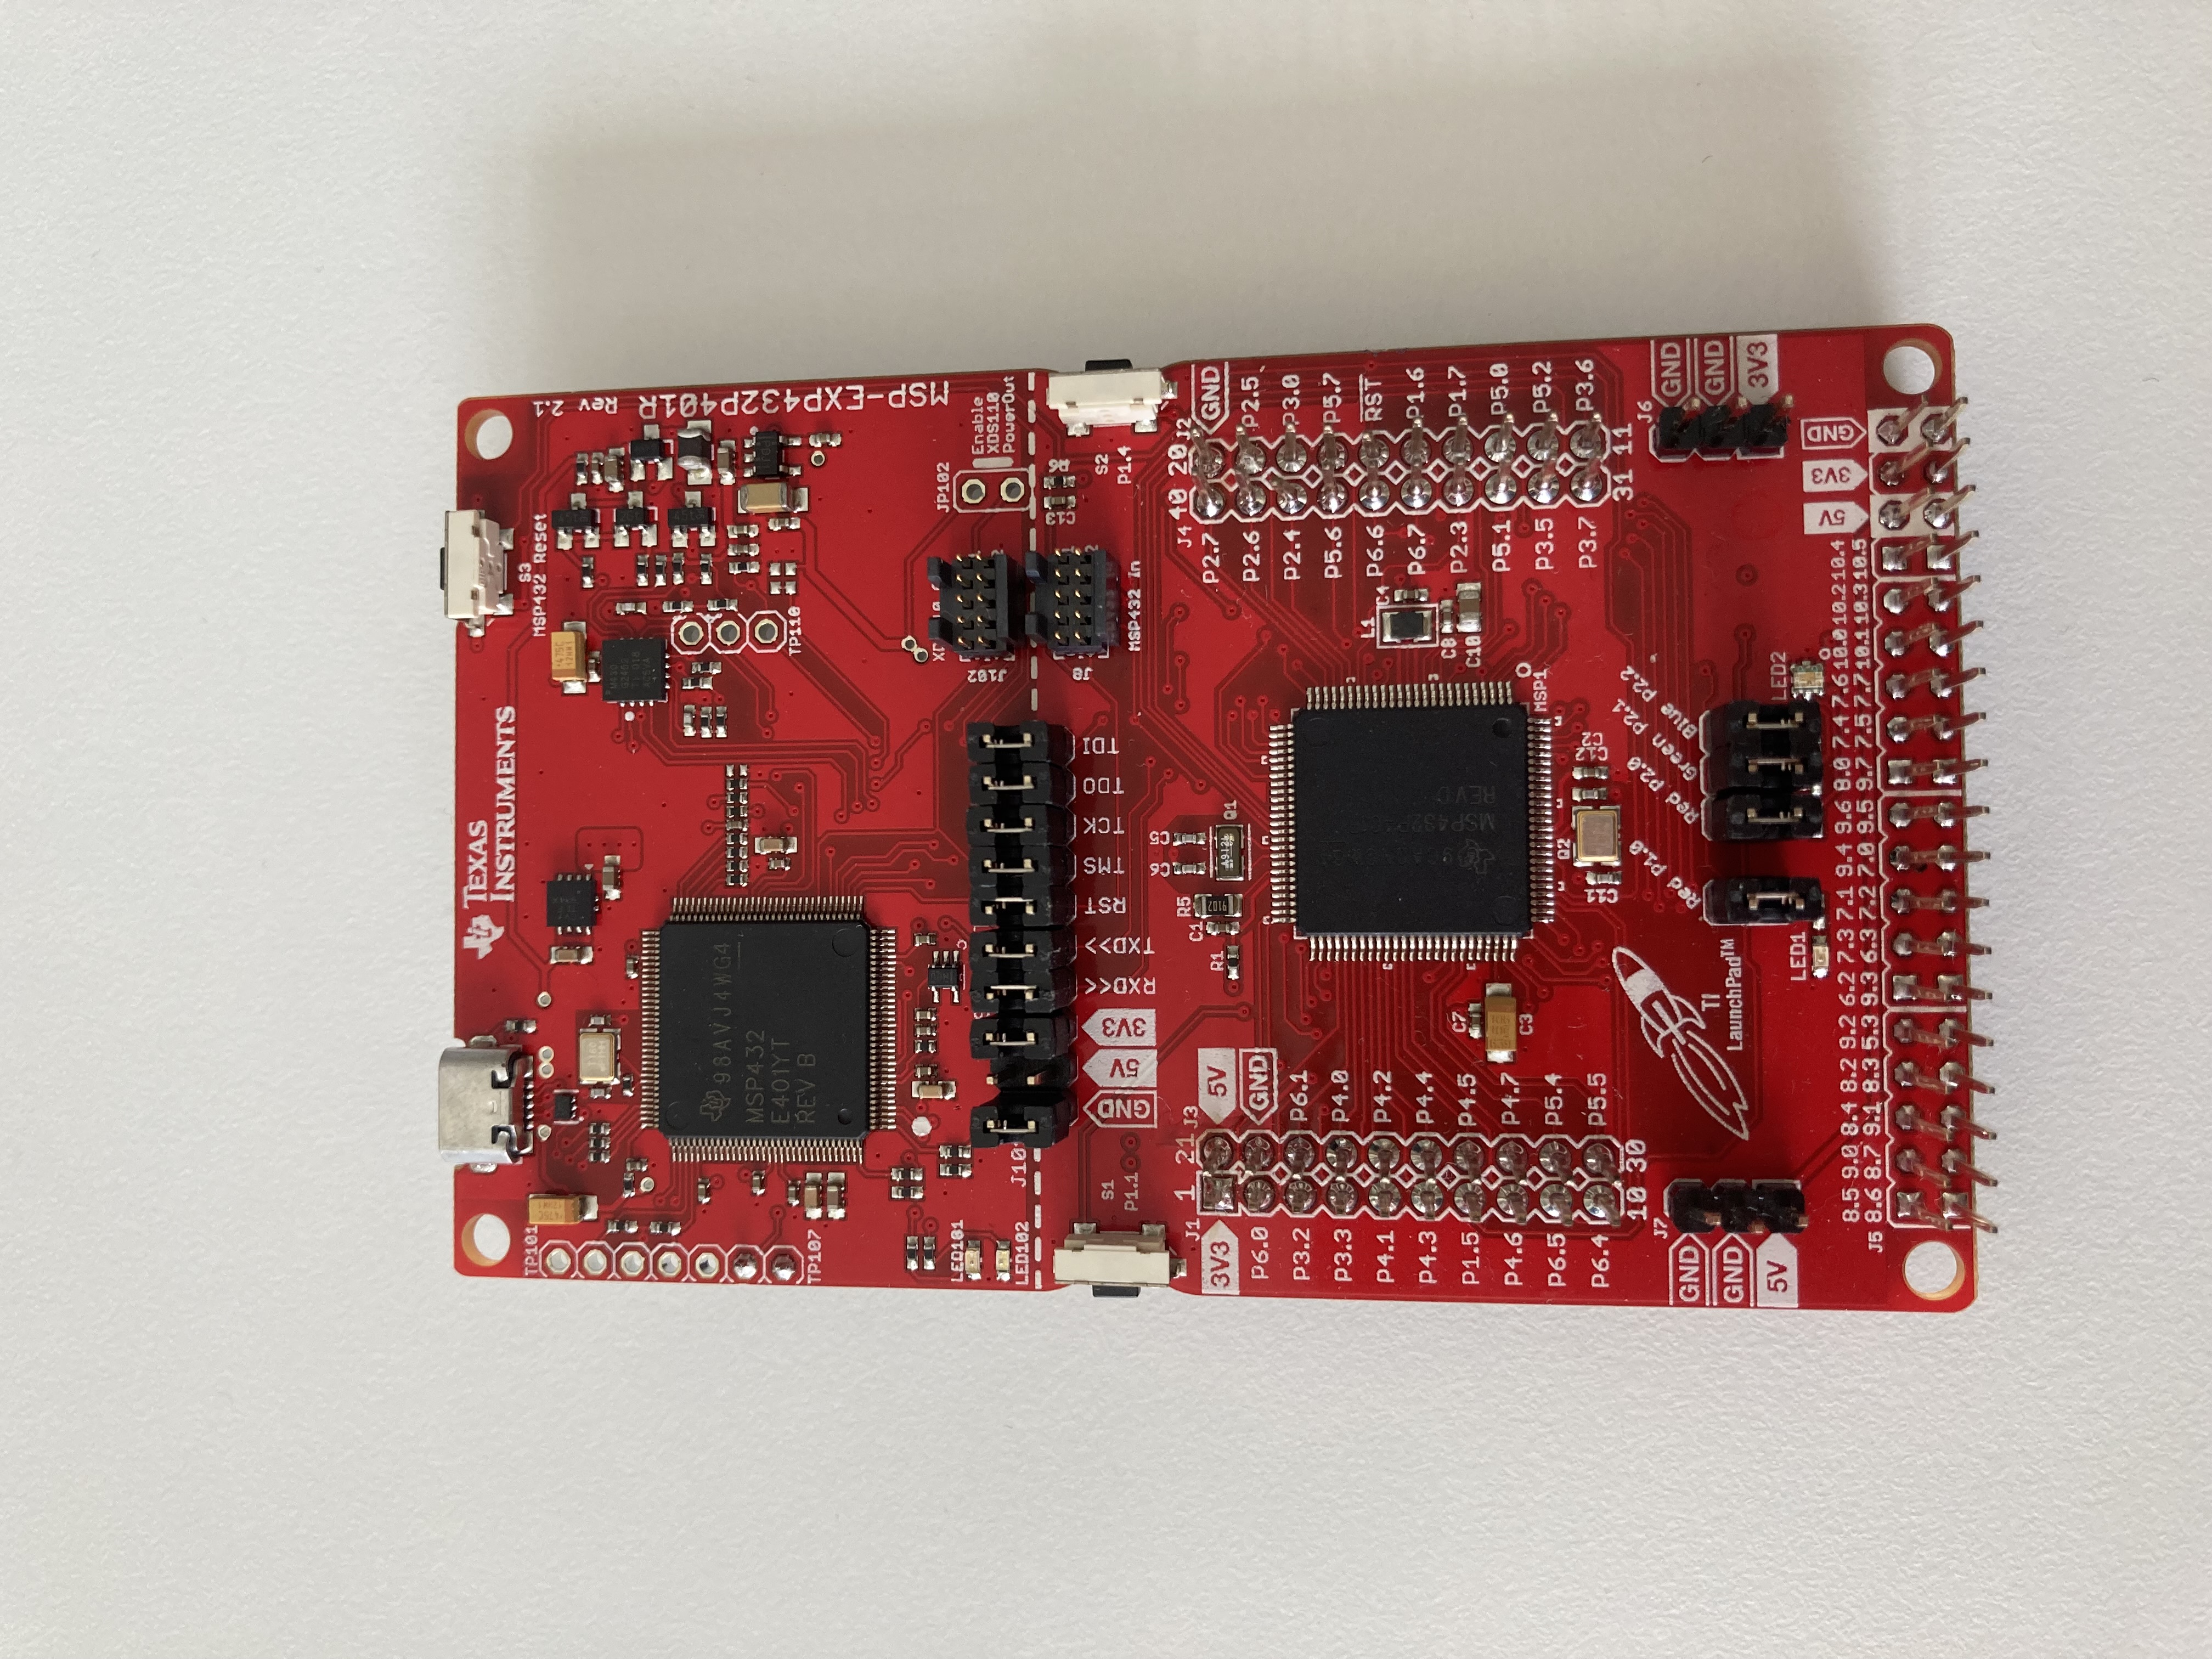 TEXAS
INSTRUMENTS
S3
MSP432 Reset
TP101
TP107
TP110
MSP-EXP432P401R Rev 2.1
98AVJ4WG4
MSP432
E401YT
REV B
LED101
LED102
J102
JP102
Enable
XDS110
PowerOut
J8
MSP432 In
C13
R6
GND
5V
3V3
RXD<<
TXD>>
RST
TMS
TCK
TDO
TDI
S1
P1.1
S2
P1.4
J1 1 21 J3
3V3 5V
P6.0 GND
P3.2 P6.1
P3.3 P4.0
P4.1 P4.2
P4.3 P4.4
P1.5 P4.5
P4.6 P4.7
P6.5 P5.4
P6.4 P5.5
10 30
R1
C1
R5
C6
C5
Q1
J4 40 20 J2
P2.7 GND
P2.6 P2.5
P2.4 P3.0
P5.6 P5.7
P6.6 RST
P6.7 P1.6
P2.3 P1.7
P5.1 P5.0
P3.5 P5.2
P3.7 P3.6
31 11
L1
C4
C8
C10
C7
C3
REV D
MSP1
Q2
C11
C12
C2
J7
GND
GND
5V
TI
LaunchPad™
Red P1.0
Red P2.0
Green P2.1
Blue P2.2
J6
GND
GND
3V3
LED1
LED2
8.5 9.0 8.4 8.2 9.2 6.2 7.3 7.1 9.4 9.6 8.0 7.4 7.6 10.0 10.2 10.4
J5 8.6 8.7 9.1 8.3 5.3 9.3 6.3 7.2 7.0 9.5 9.7 7.5 7.7 10.1 10.3 10.5
5V
3V3
GND